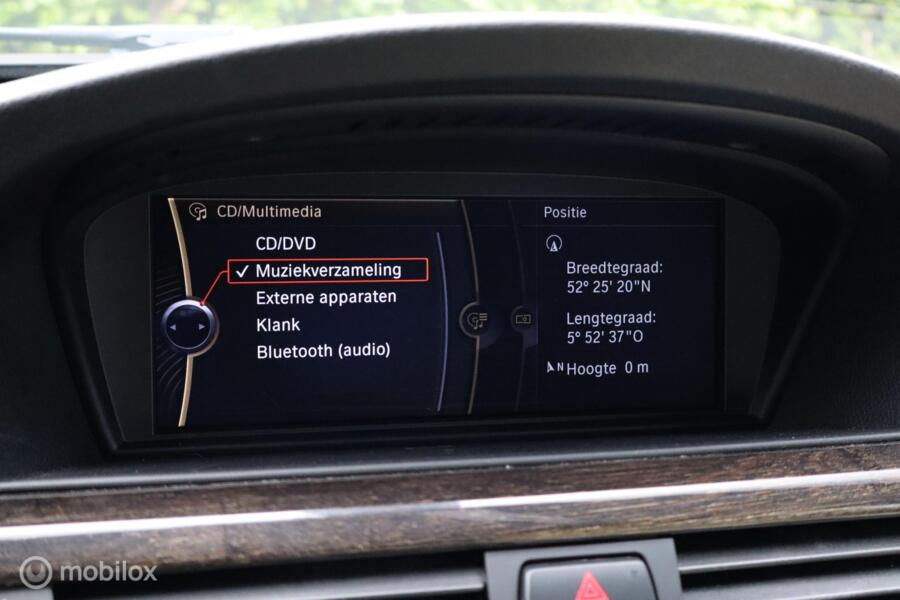 CD/Multimedia
CD/DVD
✓ Muziekverzameling
Externe apparaten
Klank
Bluetooth (audio)
Positie
Breedtegraad:
52° 25' 20"N
Lengtegraad:
5° 52' 37"O
N Hoogte 0 m
mobilox